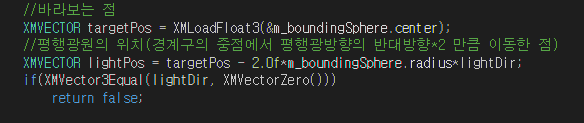 //바라보는 점
XMVECTOR targetPos = XMLoadFloat3(&m_boundingSphere.center);
//평행광원의 위치(경계구의 중점에서 평행광방향의 반대방향*2 만큼 이동한 점)
XMVECTOR lightPos = targetPos - 2.0f*m_boundingSphere.radius*lightDir;
if(XMVector3Equal(lightDir, XMVectorZero()))
return false;